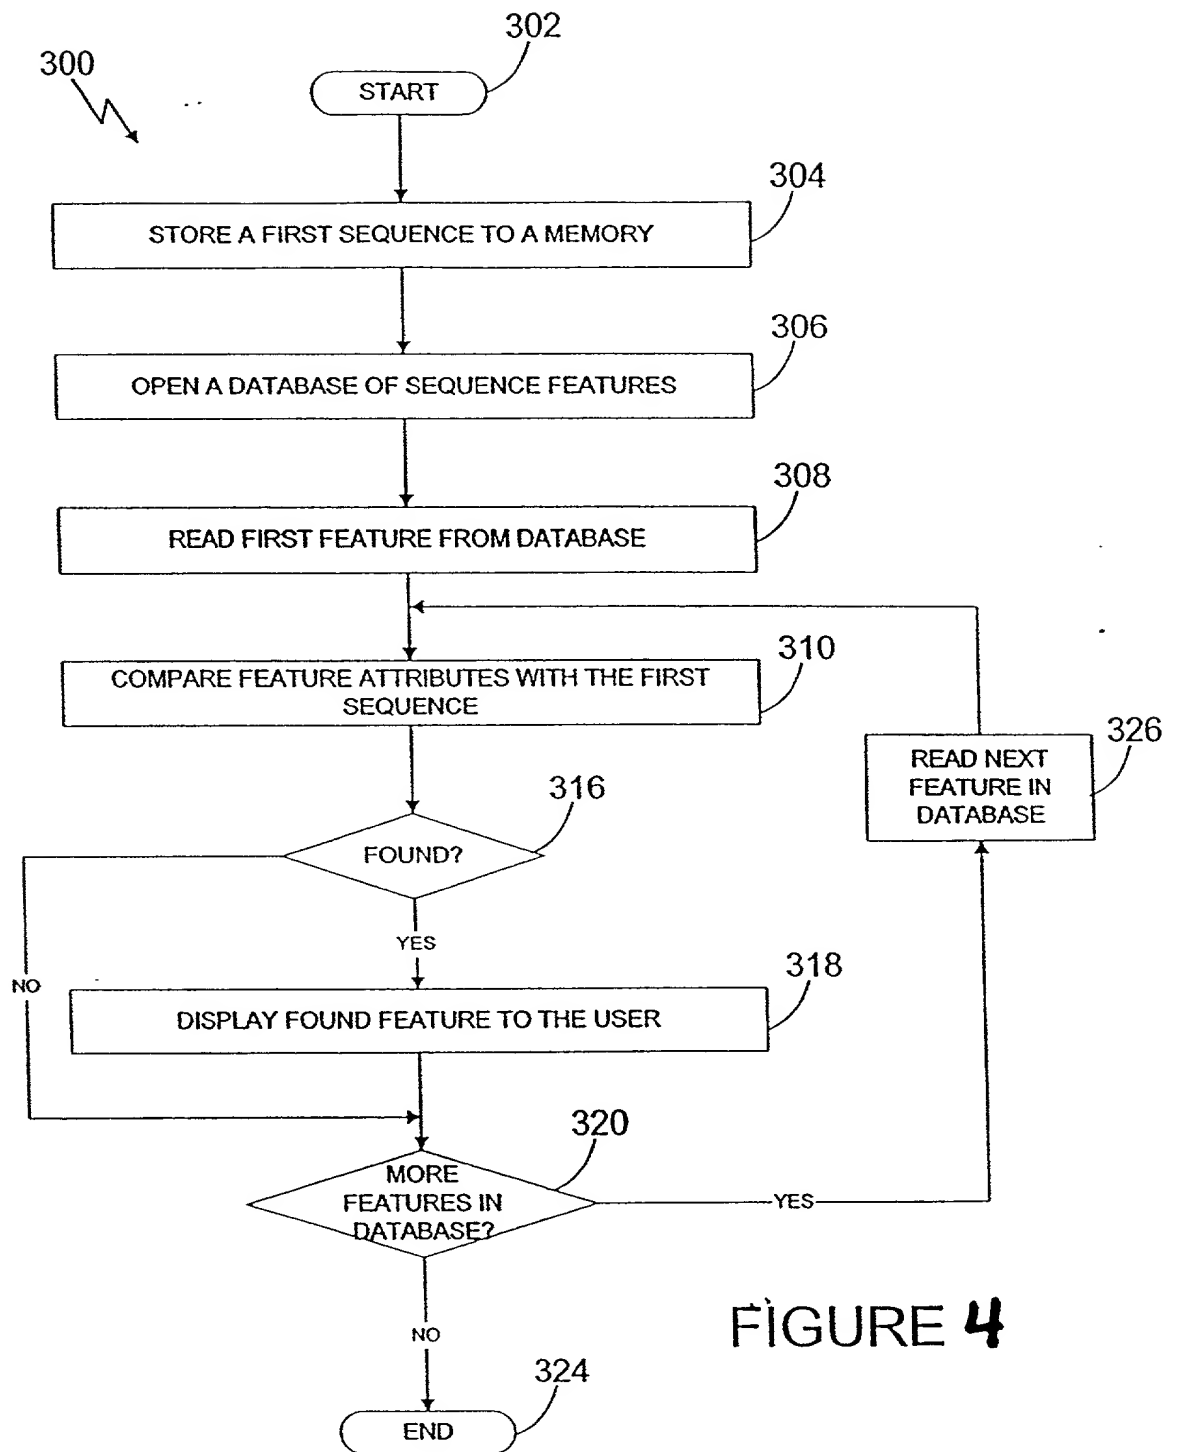 302
300
START
304
STORE A FIRST SEQUENCE TO A MEMORY
306
OPEN A DATABASE OF SEQUENCE FEATURES
308
READ FIRST FEATURE FROM DATABASE
310
COMPARE FEATURE ATTRIBUTES WITH THE FIRST
SEQUENCE
326
READ NEXT
FEATURE IN
DATABASE
316
FOUND?
YES
NO
318
DISPLAY FOUND FEATURE TO THE USER
320
MORE
FEATURES IN
DATABASE?
YES
NO
FIGURE 4
324
END